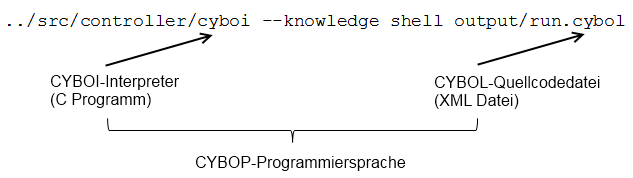 ../src/controller/cyboi --knowledge shell output/run.cybol
CYBOI-Interpreter
(C Programm)
CYBOL-Quellcodedatei
(XML Datei)
CYBOP-Programmiersprache